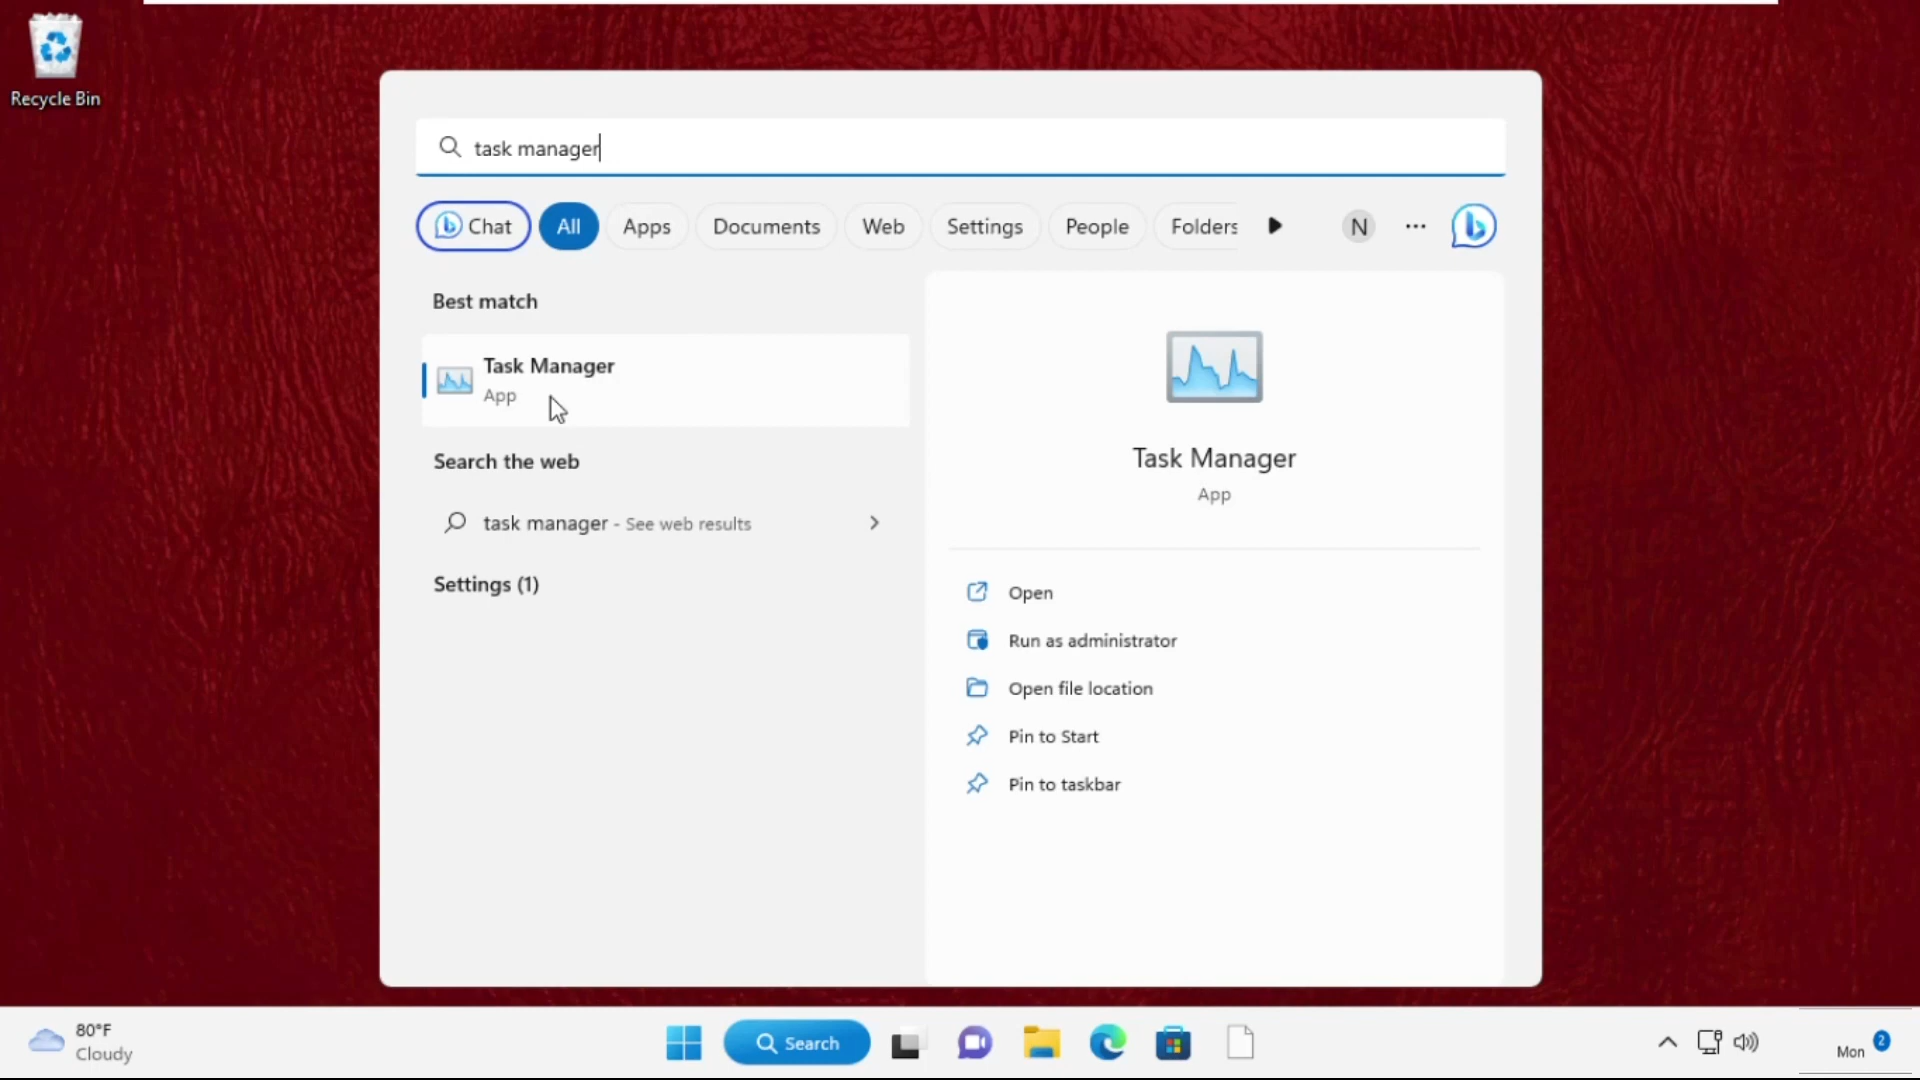 Recycle Bin
task manager
Chat
All
Apps
Documents
Web
Settings
People
Folders
N
Best match
Task Manager
App
Search the web
task manager - See web results
Settings (1)
Task Manager
App
Open
Run as administrator
Open file location
Pin to Start
Pin to taskbar
80°F
Cloudy
Search
Mon
2